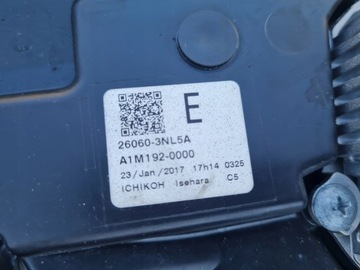 E
26060-3NL5A
A1M192-0000
23/Jan/2017 17h14 0325
ICHIKOH Isehara C5